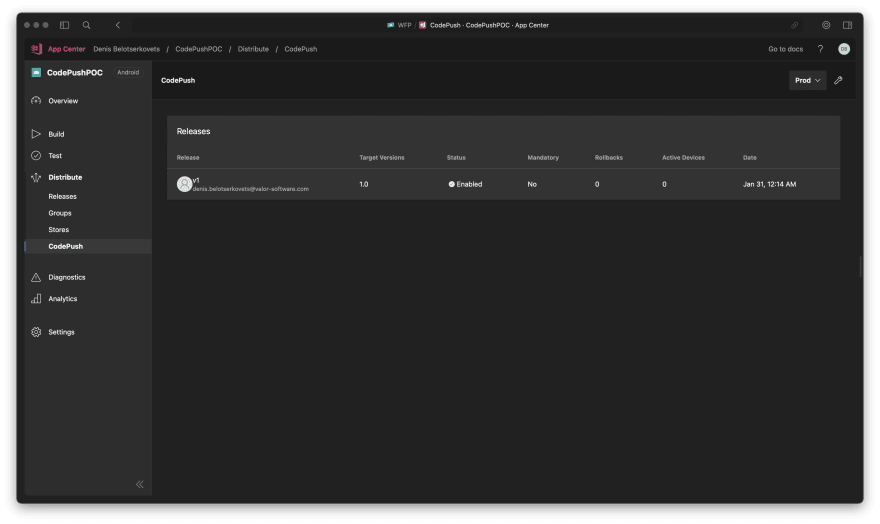 WFP / CodePush · CodePushPOC · App Center
App Center Denis Belotserkovets / CodePushPOC / Distribute / CodePush Go to docs ? DB
CodePushPOC Android
CodePush Prod
Overview
Build
Test
Distribute
Releases
Groups
Stores
CodePush
Diagnostics
Analytics
Settings
Releases
Release Target Versions Status Mandatory Rollbacks Active Devices Date
v1
denis.belotserkovets@valor-software.com 1.0 Enabled No 0 0 Jan 31, 12:14 AM